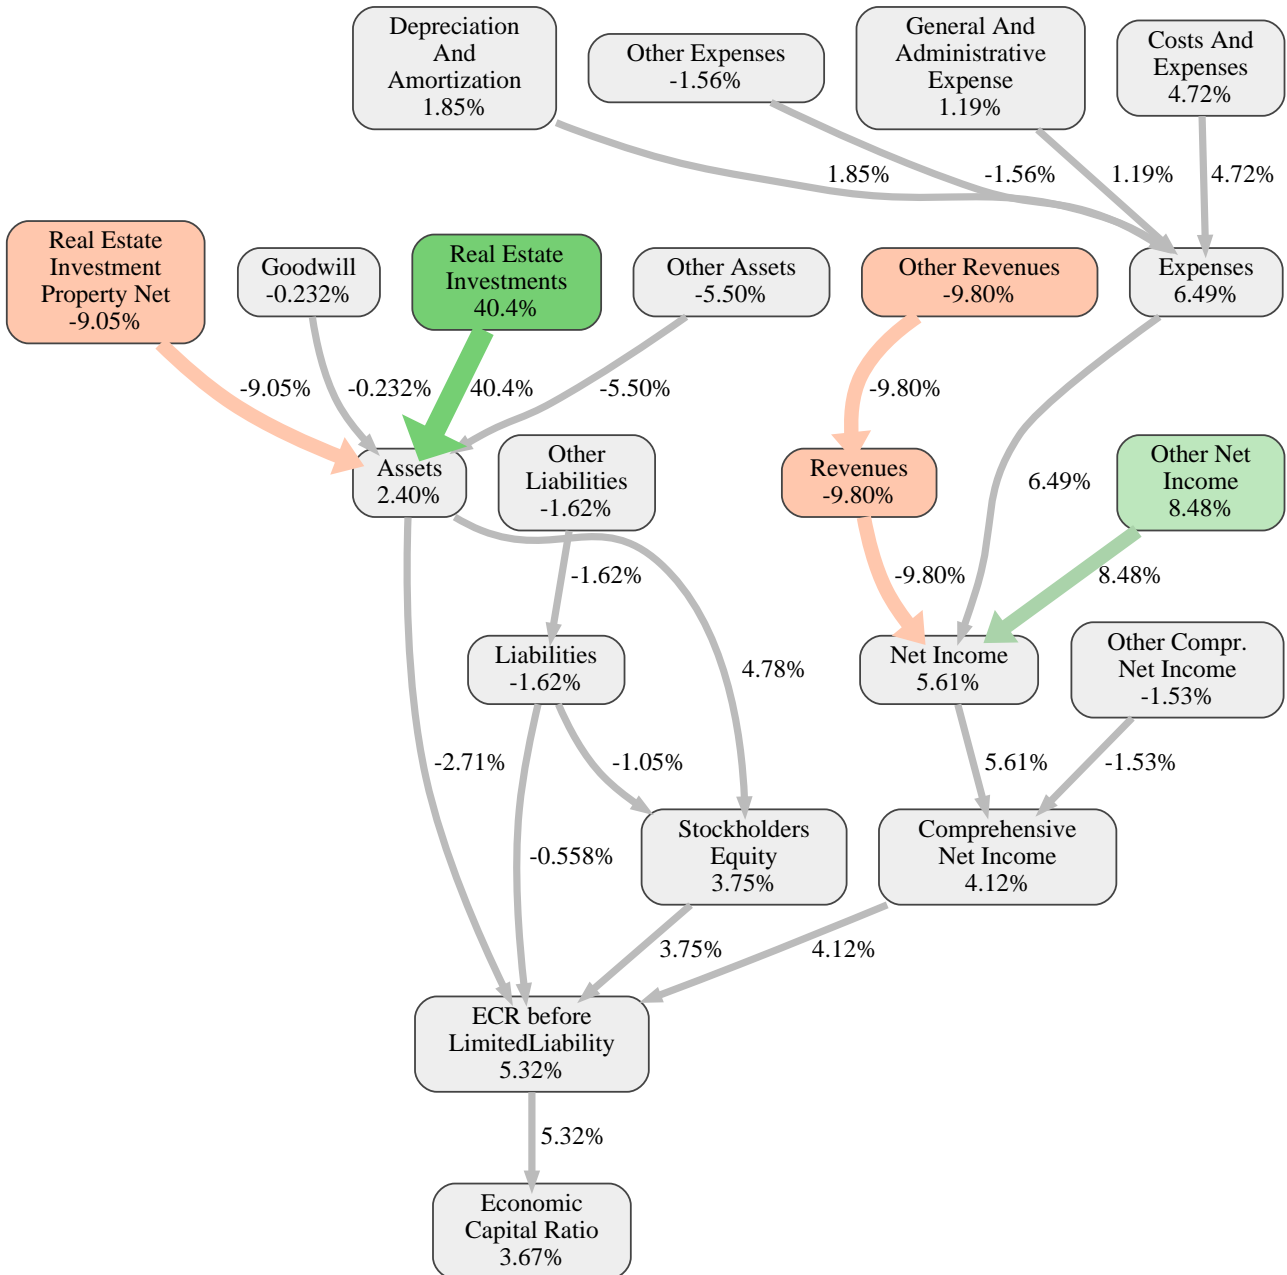 Depreciation
And
Amortization
1.85%
Other Expenses
-1.56%
General And
Administrative
Expense
1.19%
Costs And
Expenses
4.72%
1.85%
-1.56%
1.19%
4.72%
Real Estate
Investment
Property Net
-9.05%
Goodwill
-0.232%
Real Estate
Investments
40.4%
Other Assets
-5.50%
Other Revenues
-9.80%
Expenses
6.49%
-9.05%
-0.232%
40.4%
-5.50%
-9.80%
Assets
2.40%
Other
Liabilities
-1.62%
Revenues
-9.80%
6.49%
Other Net
Income
8.48%
-1.62%
-9.80%
8.48%
Liabilities
-1.62%
4.78%
Net Income
5.61%
Other Compr.
Net Income
-1.53%
-2.71%
-1.05%
5.61%
-1.53%
-0.558%
Stockholders
Equity
3.75%
Comprehensive
Net Income
4.12%
3.75%
4.12%
ECR before
LimitedLiability
5.32%
5.32%
Economic
Capital Ratio
3.67%